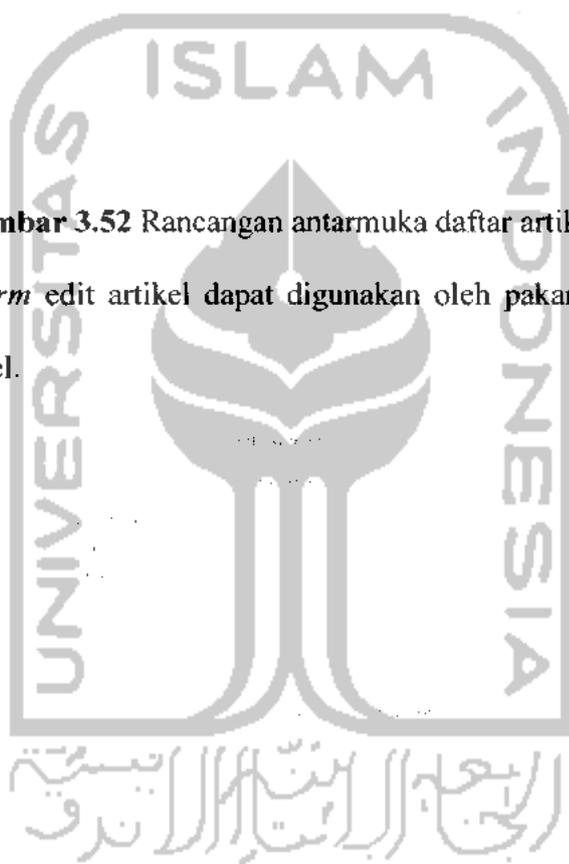 ISLAM
UNIVERSITAS
INDONESIA
mbar 3.52 Rancangan antarmuka daftar artik
rm edit artikel dapat digunakan oleh pakar
el.